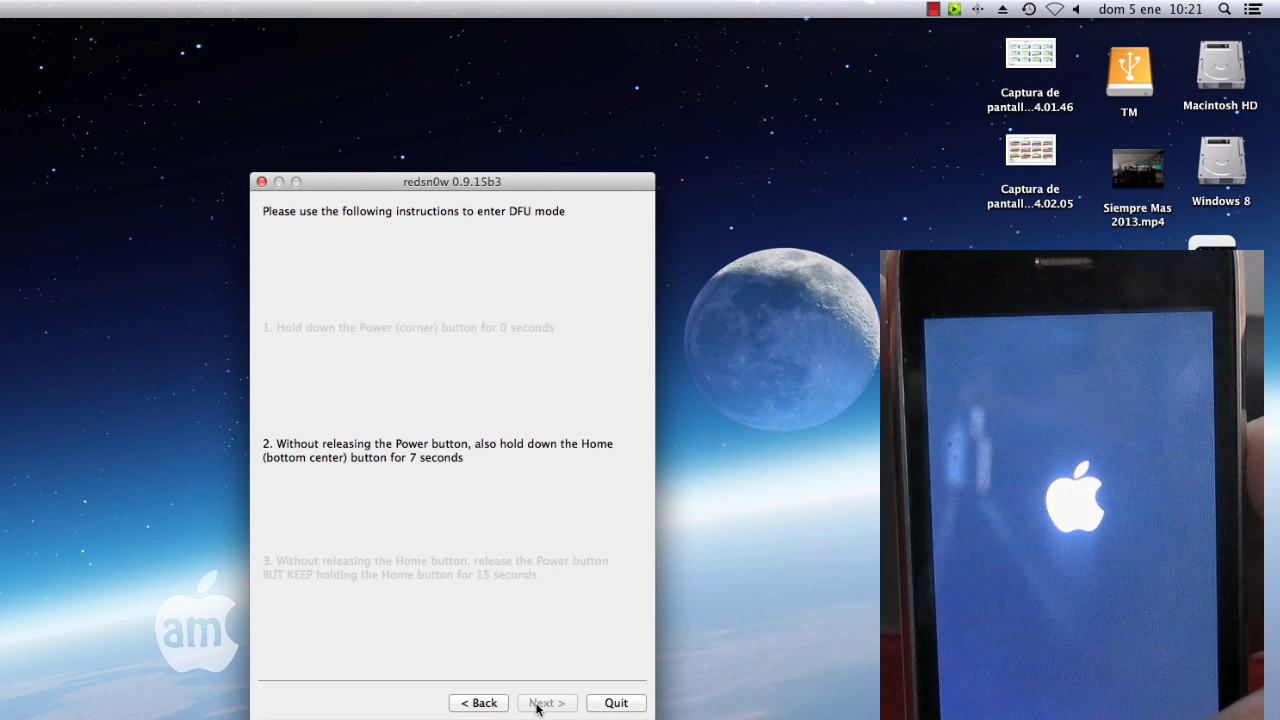 dom 5 ene 10:21
redsn0w 0.9.15b3
Please use the following instructions to enter DFU mode
1. Hold down the Power (corner) button for 0 seconds
2. Without releasing the Power button, also hold down the Home
(bottom center) button for 7 seconds
3. Without releasing the Home button, release the Power button
BUT KEEP holding the Home button for 15 seconds
< Back
Next >
Quit
Captura de
pantall...4.01.46
TM
Macintosh HD
Captura de
pantall...4.02.05
Siempre Mas
2013.mp4
Windows 8
am